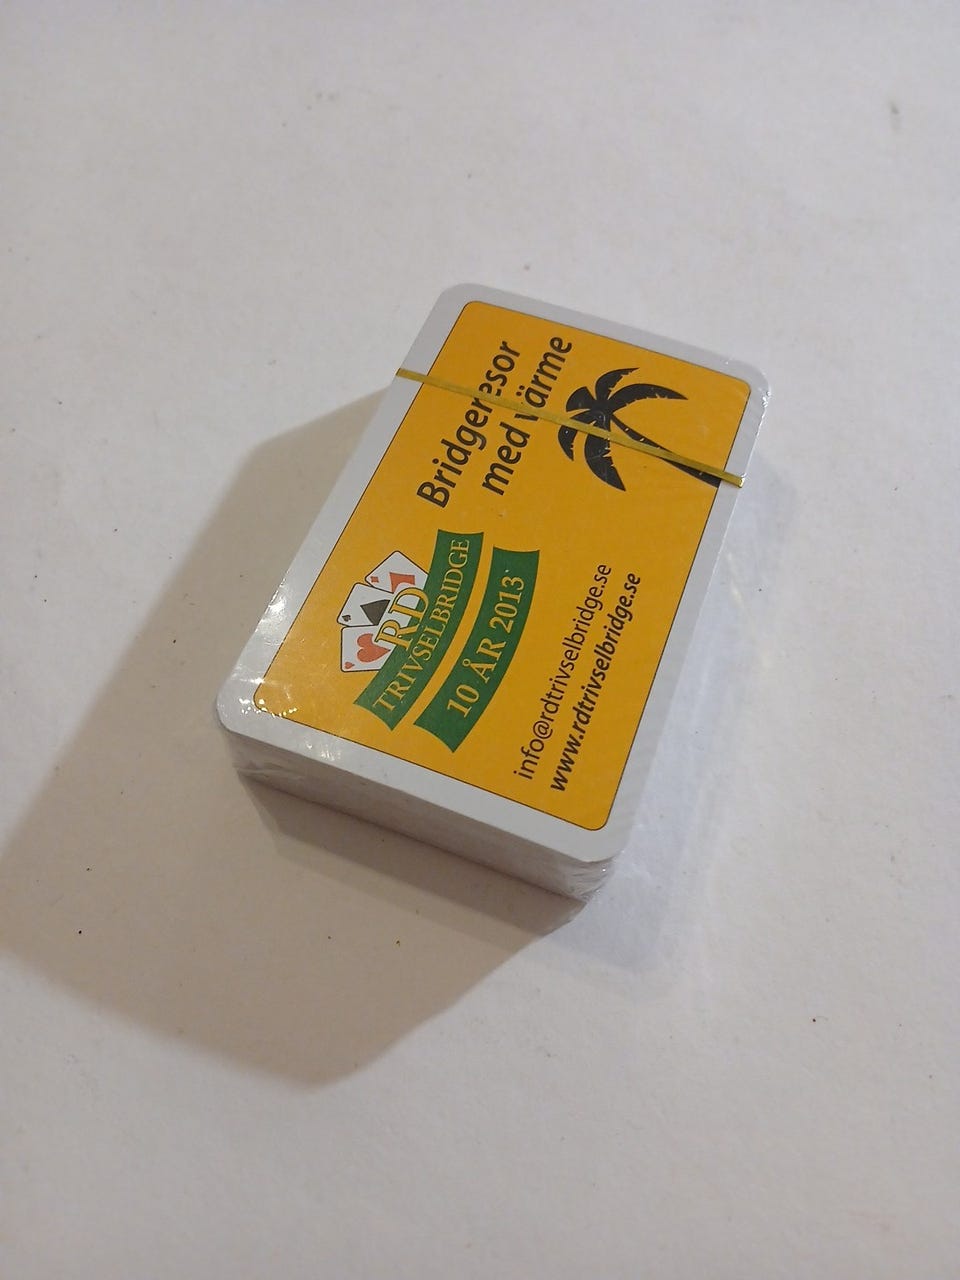 RD
TRIVSELBRIDGE
10 ÅR 2013
Bridgeresor
med värme
info@rdtrivselbridge.se
www.rdtrivselbridge.se